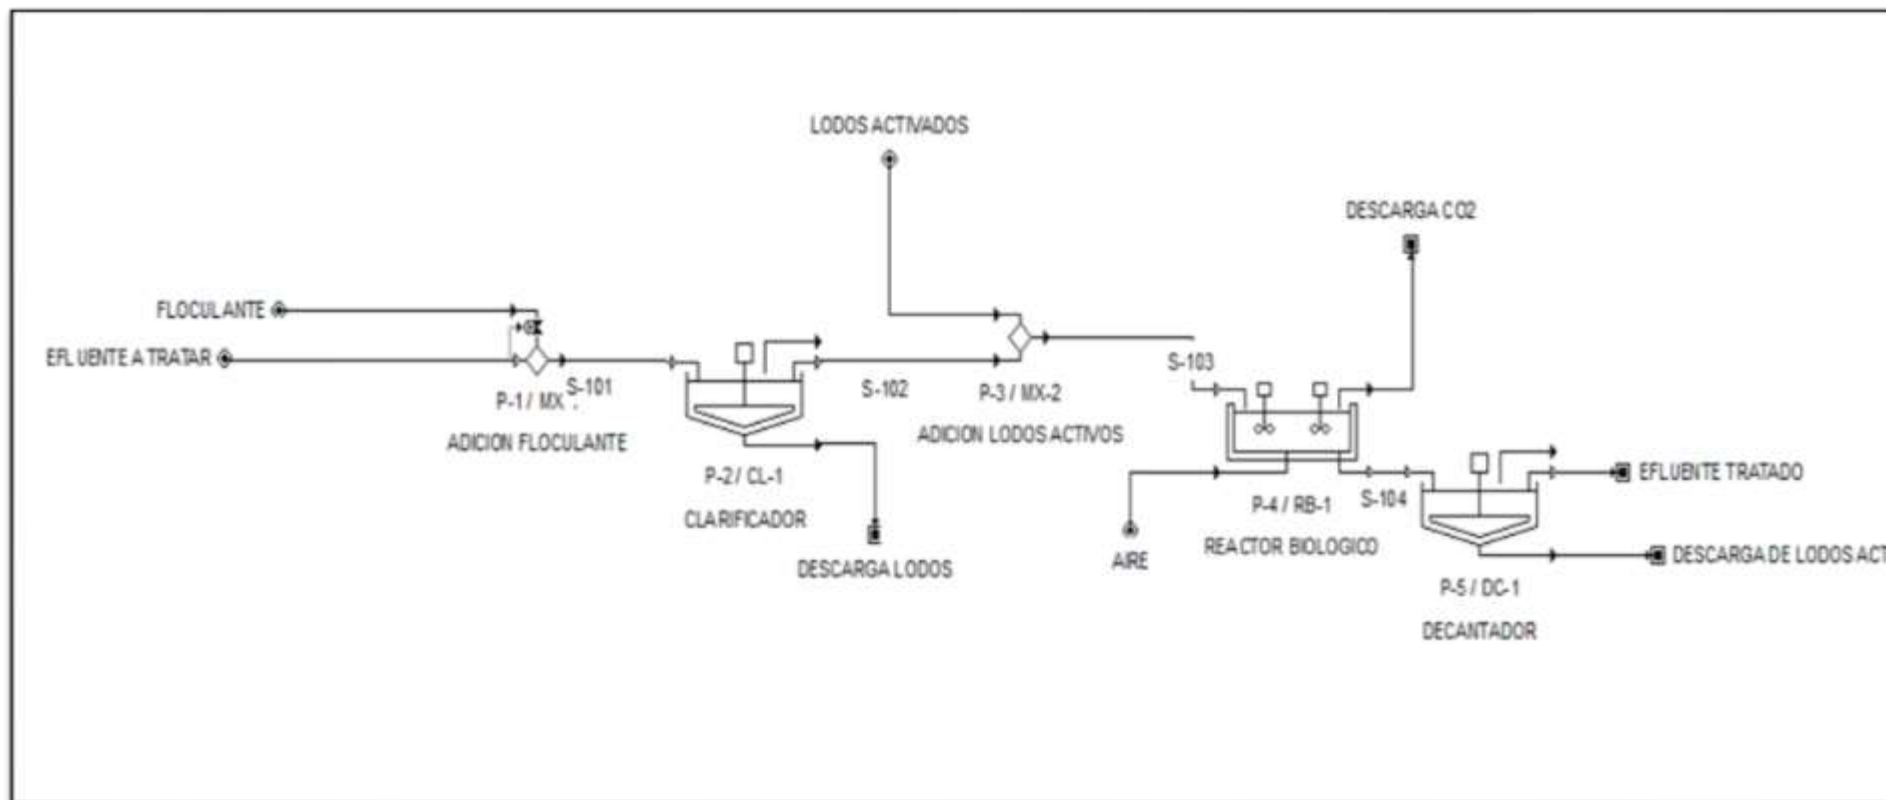 LODOS ACTIVADOS
DESCARGA CO2
FLOCULANTE
EFLUENTE A TRATAR
S-101
P-1 / MX
ADICION FLOCULANTE
P-2 / CL-1
CLARIFICADOR
DESCARGA LODOS
S-102
P-3 / MX-2
ADICION LODOS ACTIVOS
S-103
AIRE
P-4 / RB-1
REACTOR BIOLOGICO
S-104
EFLUENTE TRATADO
DESCARGA DE LODOS ACT
P-5 / DC-1
DECANTADOR